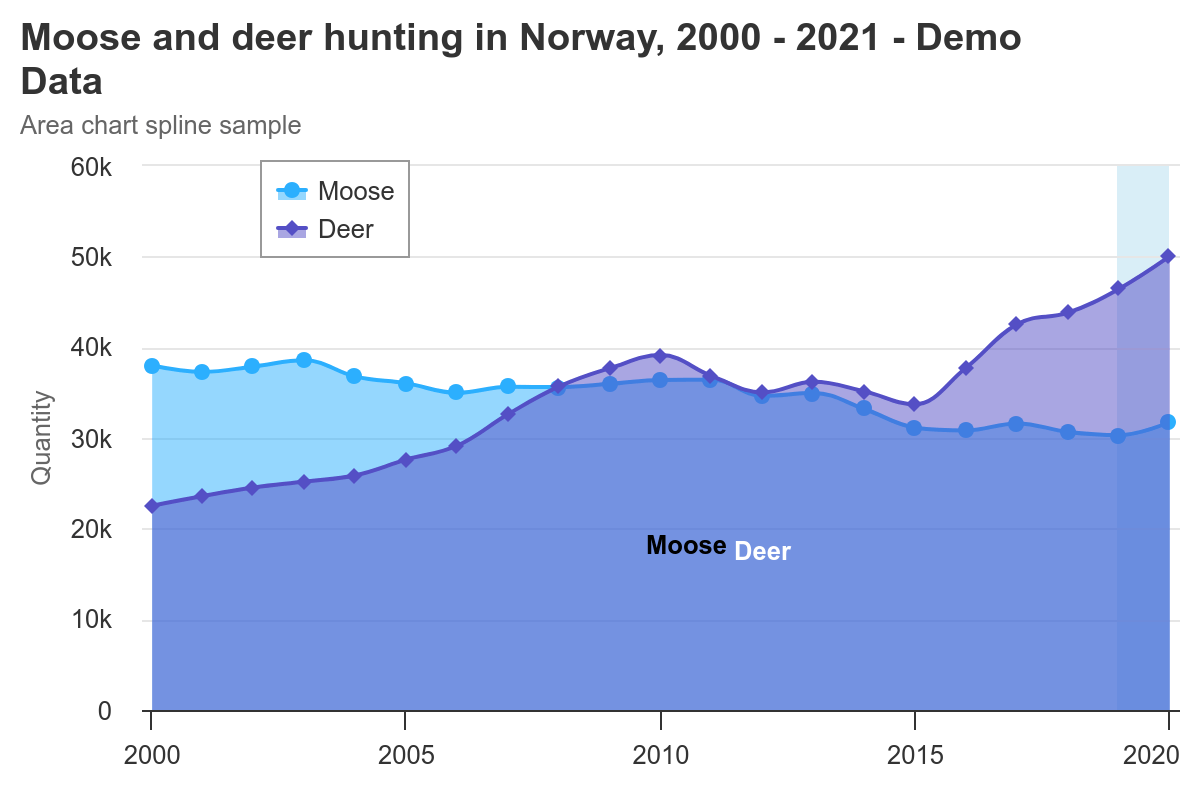 Moose and deer hunting in Norway, 2000 - 2021 - Demo
Data
Area chart spline sample
Moose
Deer
60k
50k
40k
30k
20k
10k
0
Quantity
Moose
Deer
2000
2005
2010
2015
2020